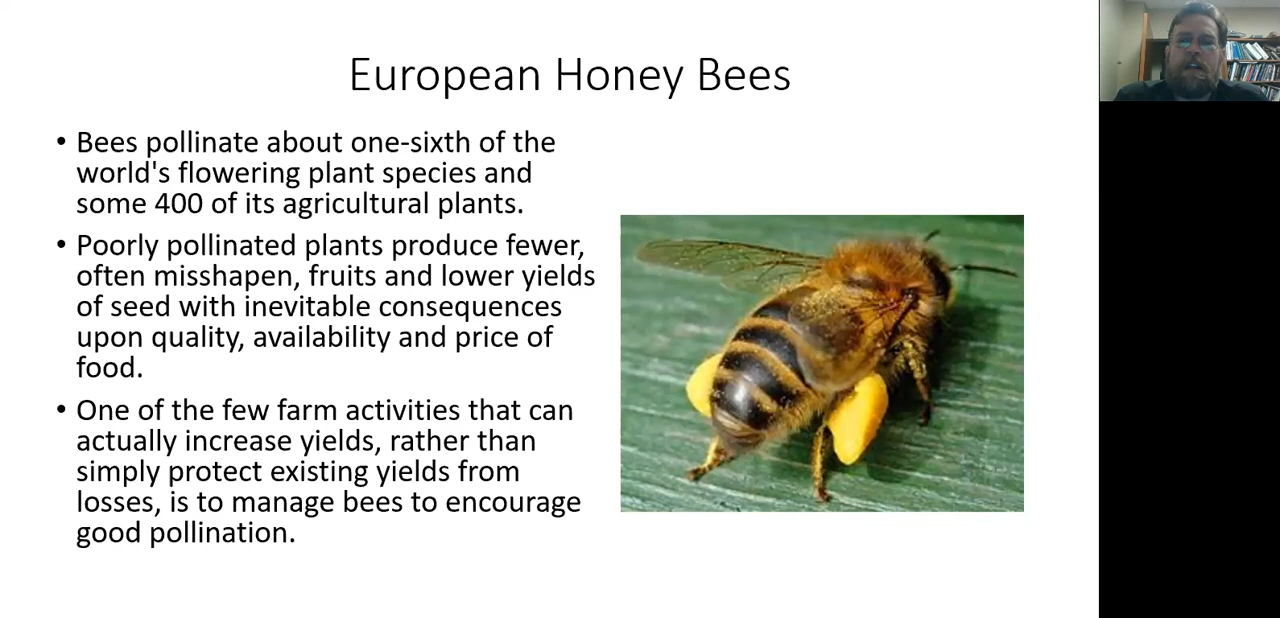 European Honey Bees
• Bees pollinate about one-sixth of the
world's flowering plant species and
some 400 of its agricultural plants.
• Poorly pollinated plants produce fewer,
often misshapen, fruits and lower yields
of seed with inevitable consequences
upon quality, availability and price of
food.
• One of the few farm activities that can
actually increase yields, rather than
simply protect existing yields from
losses, is to manage bees to encourage
good pollination.